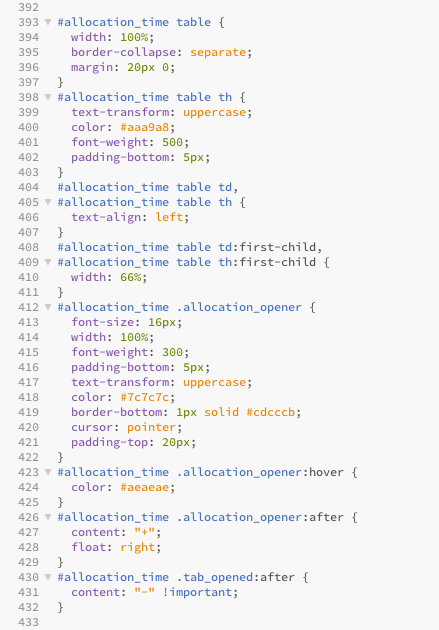 392
393 #allocation_time table {
394 width: 100%;
395 border-collapse: separate;
396 margin: 20px 0;
397 }
398 #allocation_time table th {
399 text-transform: uppercase;
400 color: #aaa9a8;
401 font-weight: 500;
402 padding-bottom: 5px;
403 }
404 #allocation_time table td,
405 #allocation_time table th {
406 text-align: left;
407 }
408 #allocation_time table td:first-child,
409 #allocation_time table th:first-child {
410 width: 66%;
411 }
412 #allocation_time .allocation_opener {
413 font-size: 16px;
414 width: 100%;
415 font-weight: 300;
416 padding-bottom: 5px;
417 text-transform: uppercase;
418 color: #7c7c7c;
419 border-bottom: 1px solid #cdcccb;
420 cursor: pointer;
421 padding-top: 20px;
422 }
423 #allocation_time .allocation_opener:hover {
424 color: #aeaeae;
425 }
426 #allocation_time .allocation_opener:after {
427 content: "+";
428 float: right;
429 }
430 #allocation_time .tab_opened:after {
431 content: "-" !important;
432 }
433